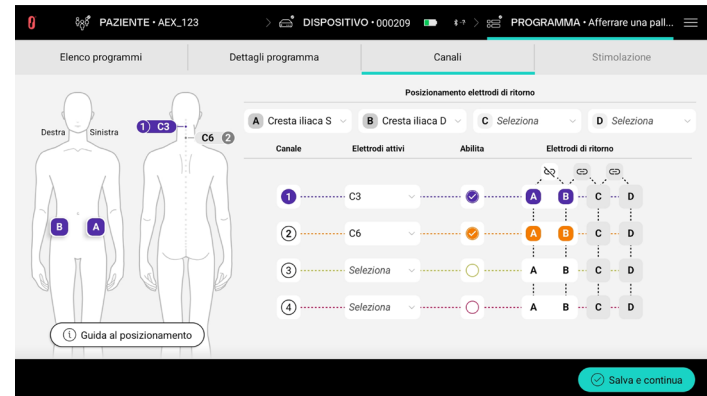 PAZIENTE • AEX_123
DISPOSITIVO • 000209
PROGRAMMA • Afferrare una pall...
Elenco programmi
Dettagli programma
Canali
Stimolazione
Destra
Sinistra
1 C3
C6 2
B
A
Guida al posizionamento
Posizionamento elettrodi di ritorno
A Cresta iliaca S
B Cresta iliaca D
C Seleziona
D Seleziona
Canale
Elettrodi attivi
Abilita
Elettrodi di ritorno
1 C3 A B C D
2 C6 A B C D
3 Seleziona A B C D
4 Seleziona A B C D
Salva e continua